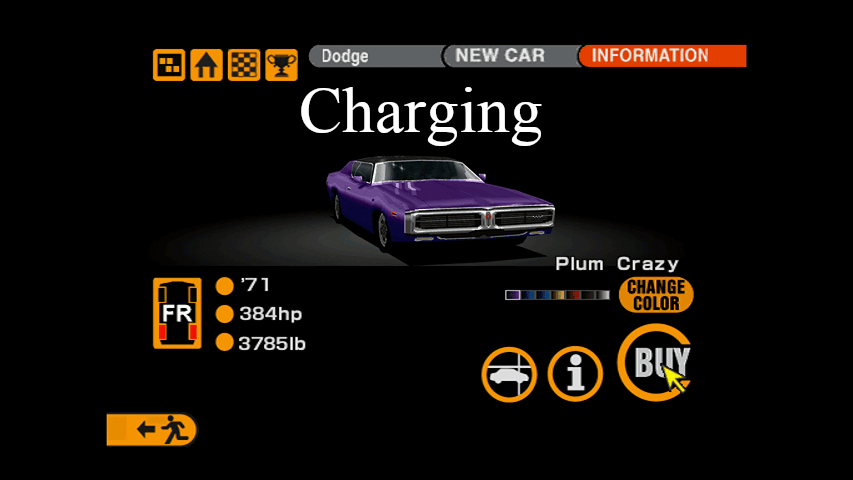 Dodge NEW CAR INFORMATION
Charging
Plum Crazy
CHANGE
COLOR
'71
FR
384hp
3785lb
i
BUY